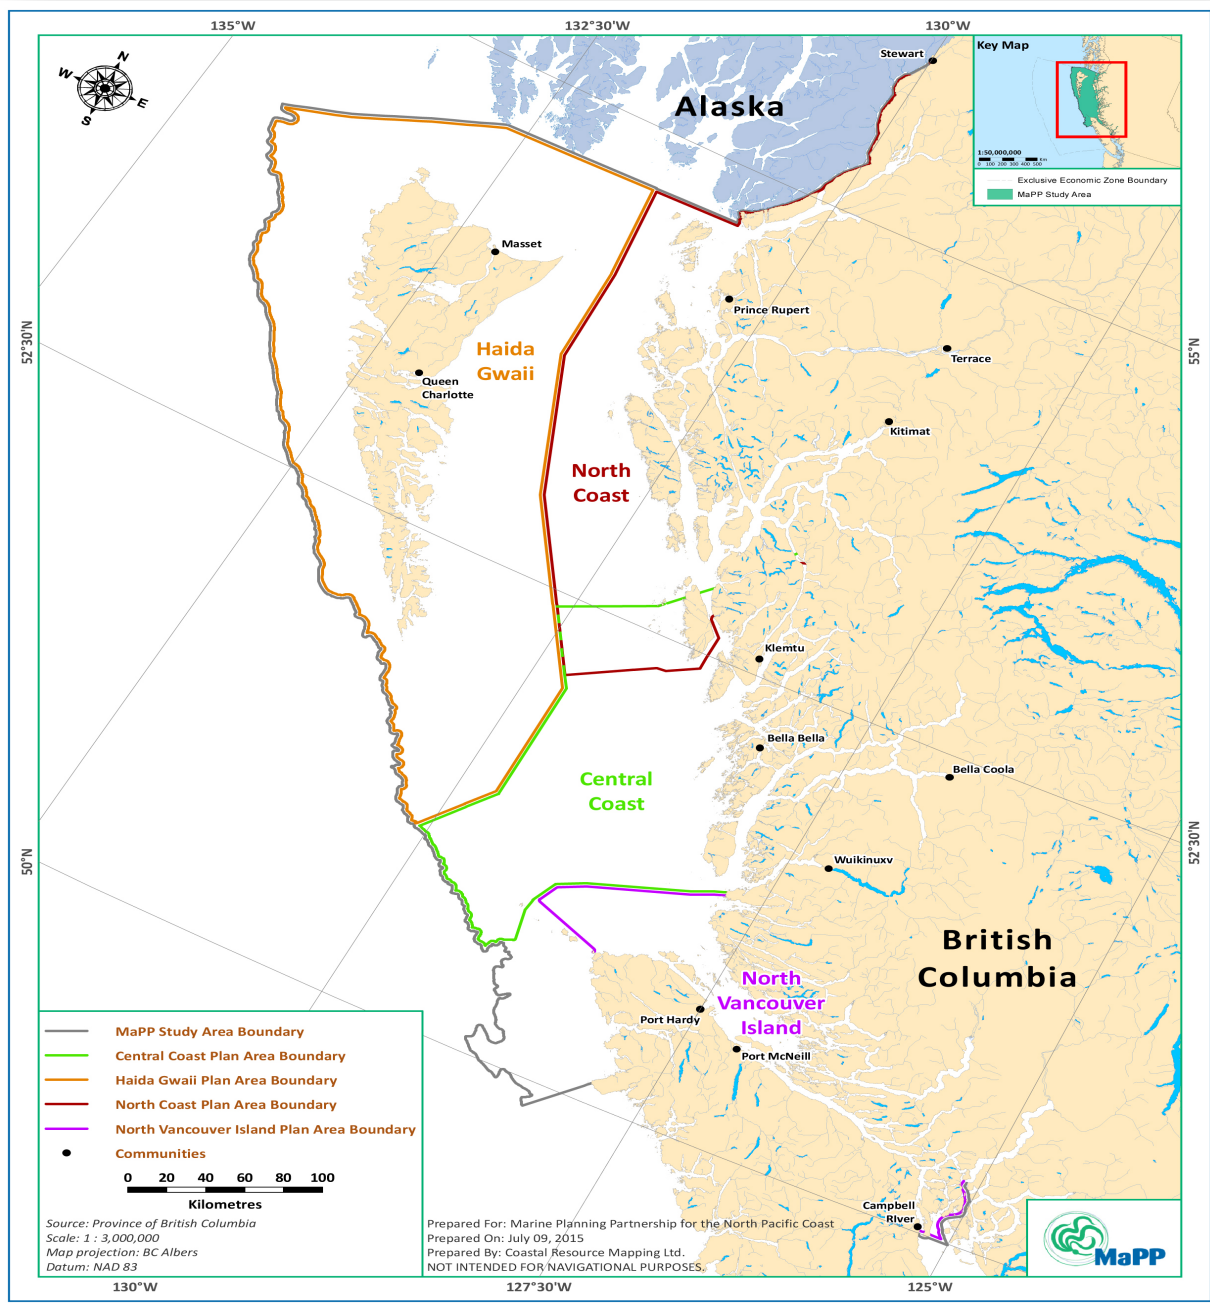 135°W
132°30'W
130°W
N
W
E
S
Stewart
Alaska
Key Map
1:50,000,000
0 100 200 300 400 500 Km
Exclusive Economic Zone Boundary
MaPP Study Area
Masset
Prince Rupert
52°30'N
55°N
Haida
Gwaii
Terrace
Queen
Charlotte
Kitimat
North
Coast
Klemtu
Bella Bella
Bella Coola
Central
Coast
50°N
52°30'N
Wuikinuxv
British
Columbia
North
Vancouver
Island
Port Hardy
Port McNeill
MaPP Study Area Boundary
Central Coast Plan Area Boundary
Haida Gwaii Plan Area Boundary
North Coast Plan Area Boundary
North Vancouver Island Plan Area Boundary
Communities
0 20 40 60 80 100
Kilometres
Campbell
RIver
Source: Province of British Columbia
Scale: 1 : 3,000,000
Map projection: BC Albers
Datum: NAD 83
Prepared For: Marine Planning Partnership for the North Pacific Coast
Prepared On: July 09, 2015
Prepared By: Coastal Resource Mapping Ltd.
NOT INTENDED FOR NAVIGATIONAL PURPOSES.
MaPP
130°W
127°30'W
125°W